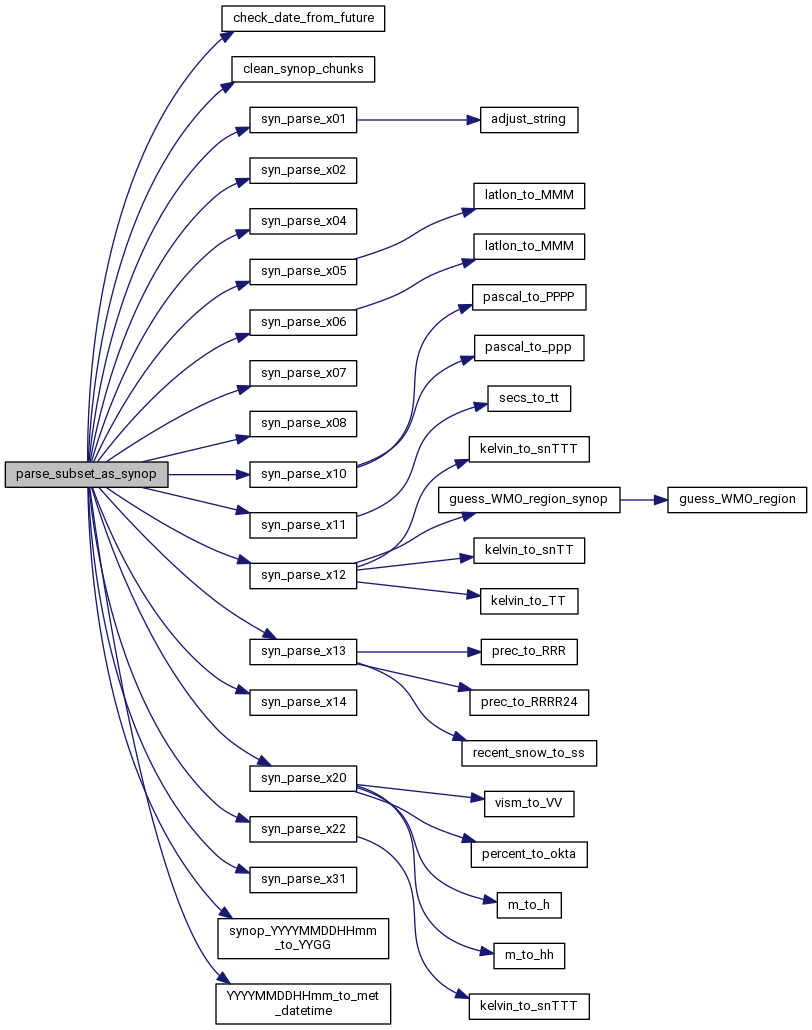 parse_subset_as_synop
check_date_from_future
clean_synop_chunks
syn_parse_x01
syn_parse_x02
syn_parse_x04
syn_parse_x05
syn_parse_x06
syn_parse_x07
syn_parse_x08
syn_parse_x10
syn_parse_x11
syn_parse_x12
syn_parse_x13
syn_parse_x14
syn_parse_x20
syn_parse_x22
syn_parse_x31
synop_YYYYMMDDHHmm
_to_YYGG
YYYYMMDDHHmm_to_met
_datetime
adjust_string
latlon_to_MMM
latlon_to_MMM
pascal_to_PPPP
pascal_to_ppp
secs_to_tt
kelvin_to_snTTT
guess_WMO_region_synop
kelvin_to_snTT
kelvin_to_TT
prec_to_RRR
prec_to_RRRR24
recent_snow_to_ss
vism_to_VV
percent_to_okta
m_to_h
m_to_hh
kelvin_to_snTTT
guess_WMO_region